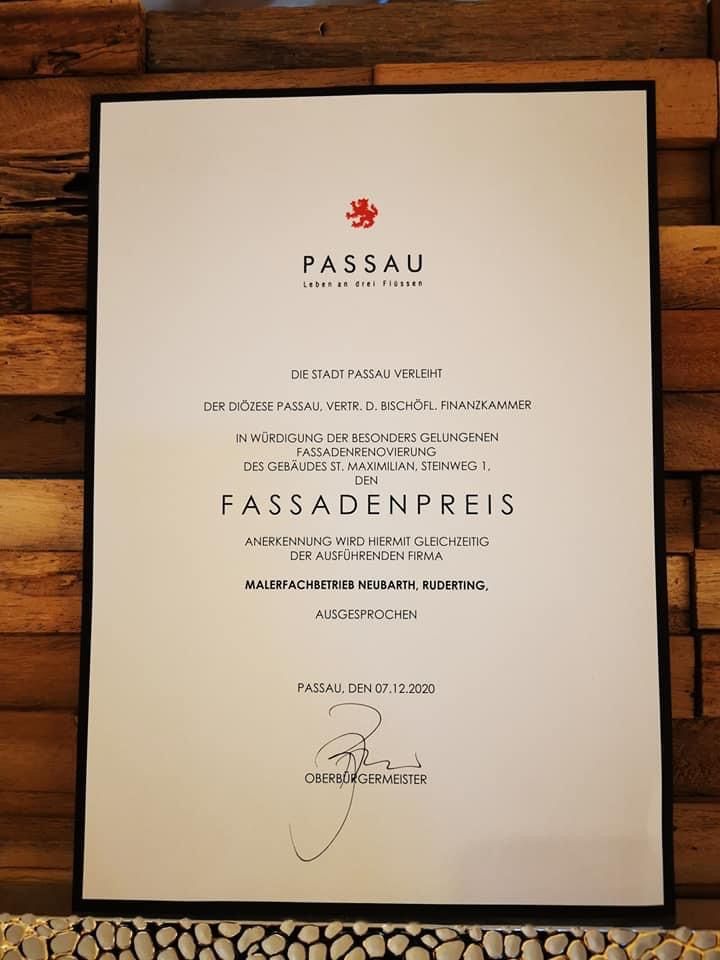 PASSAU
Leben an drei Flüssen
DIE STADT PASSAU VERLEIHT
DER DIÖZESE PASSAU, VERTR. D. BISCHÖFL. FINANZKAMMER
IN WÜRDIGUNG DER BESONDERS GELUNGENEN
FASSADENRENOVIERUNG
DES GEBÄUDES ST. MAXIMILIAN, STEINWEG 1,
DEN
FASSADENPREIS
ANERKENNUNG WIRD HIERMIT GLEICHZEITIG
DER AUSFÜHRENDEN FIRMA
MALERFACHBETRIEB NEUBARTH, RUDERTING,
AUSGESPROCHEN
PASSAU, DEN 07.12.2020
OBERBÜRGERMEISTER